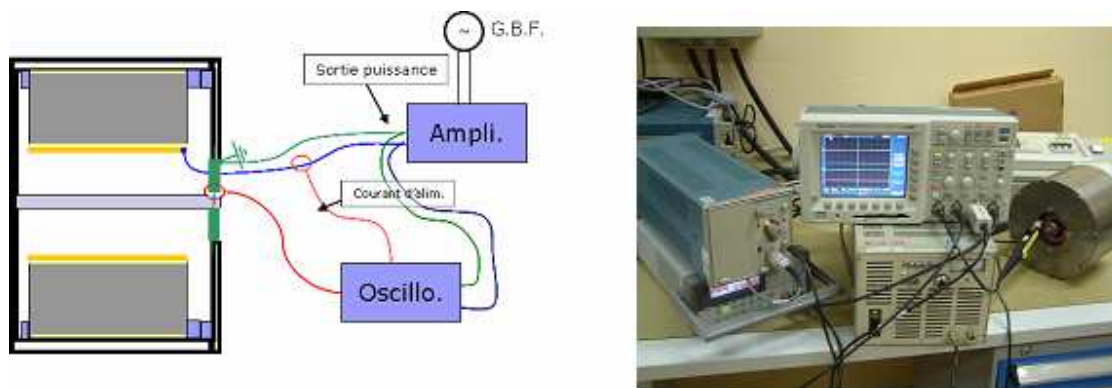 G.B.F.
Sortie puissance
Ampli.
Courant d'alim.
Oscillo.